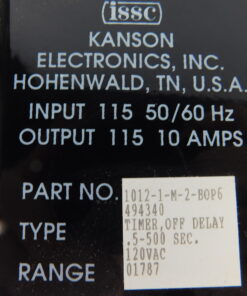 issc
KANSON
ELECTRONICS, INC.
HOHENWALD, TN, U.S.A.
INPUT 115 50/60 Hz
OUTPUT 115 10 AMPS
PART NO. 1012-1-M-2-BOP6
494340
TYPE TIMER,OFF DELAY
.5-500 SEC.
120VAC
RANGE 01787